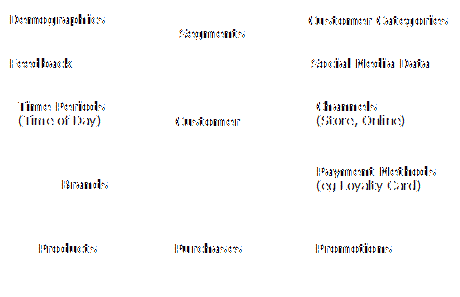 Demographics
Segments
Customer Categories
Feedback
Social Media Data
Time Periods
(Time of Day)
Customer
Channels
(Store, Online)
Brands
Payment Methods
(eg Loyalty Card)
Products
Purchases
Promotions